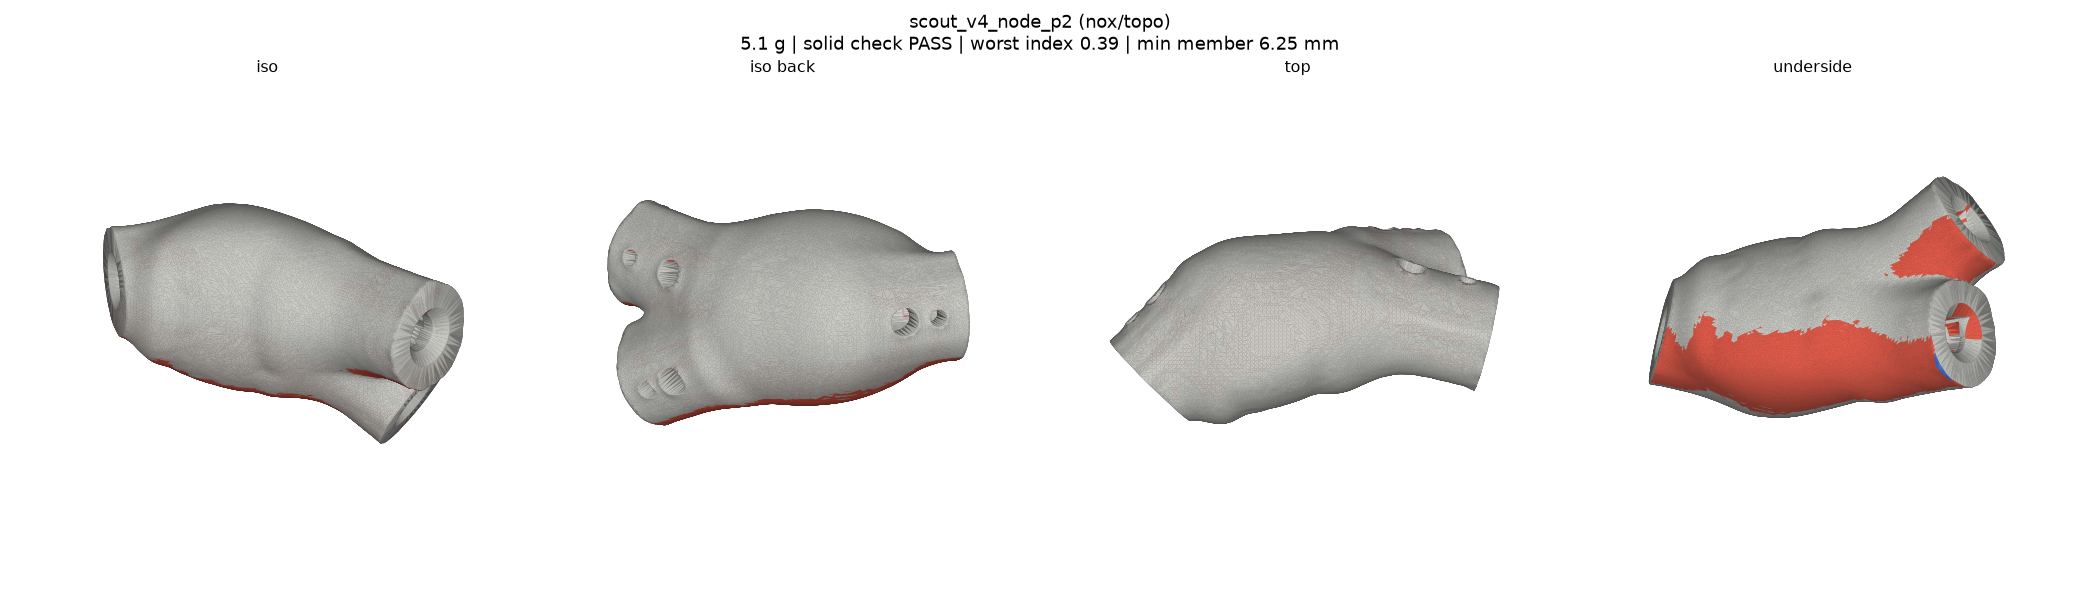 scout_v4_node_p2 (nox/topo)
5.1 g | solid check PASS | worst index 0.39 | min member 6.25 mm
iso
iso back
top
underside